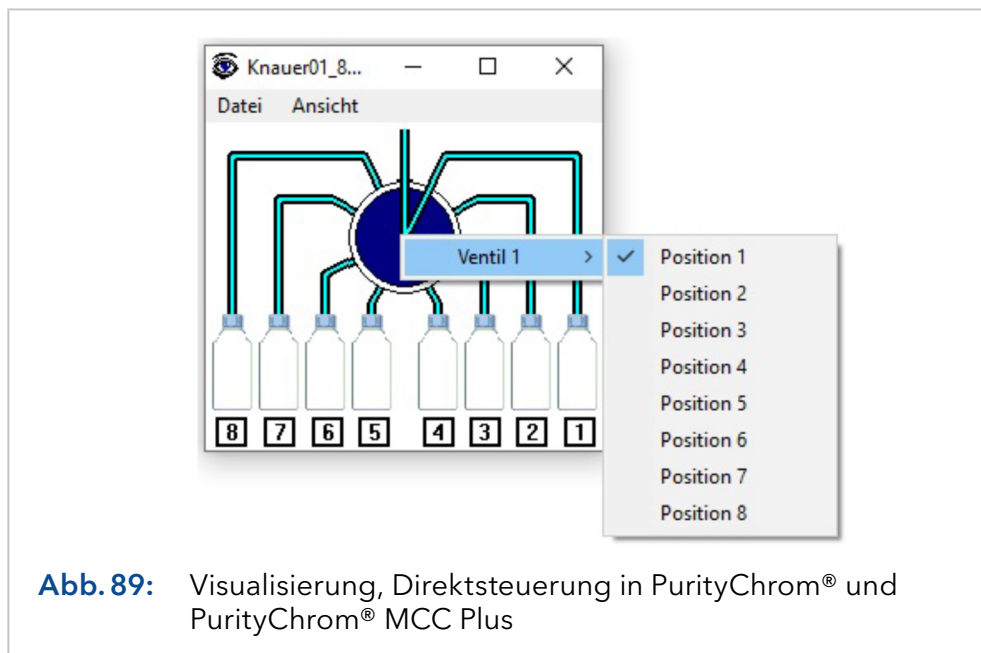 Knauer01_8...
Datei Ansicht
Ventil 1
Position 1
Position 2
Position 3
Position 4
Position 5
Position 6
Position 7
Position 8
8 7 6 5 4 3 2 1
Abb. 89: Visualisierung, Direktsteuerung in PurityChrom® und
PurityChrom® MCC Plus